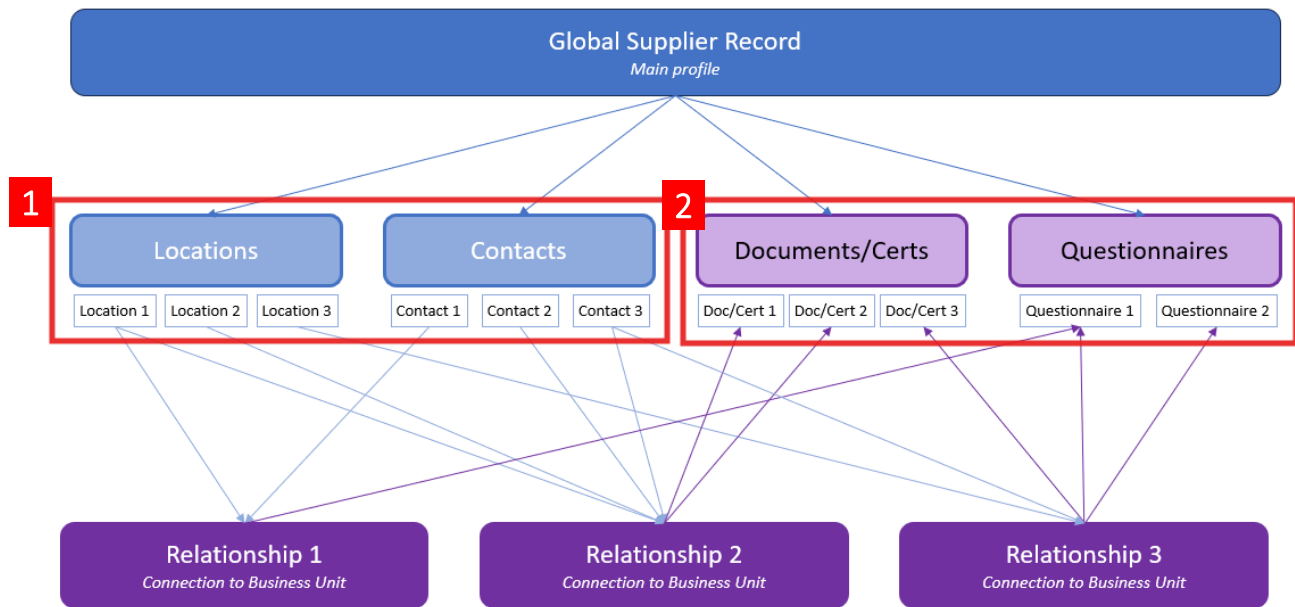 Global Supplier Record
Main profile
1
2
Locations
Contacts
Documents/Certs
Questionnaires
Location 1
Location 2
Location 3
Contact 1
Contact 2
Contact 3
Doc/Cert 1
Doc/Cert 2
Doc/Cert 3
Questionnaire 1
Questionnaire 2
Relationship 1
Connection to Business Unit
Relationship 2
Connection to Business Unit
Relationship 3
Connection to Business Unit